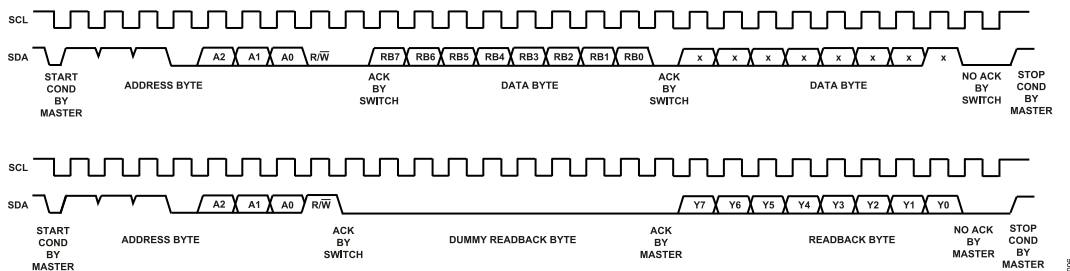 SCL
SDA A2 A1 A0 R/W RB7 RB6 RB5 RB4 RB3 RB2 RB1 RB0 x x x x x x x x
START COND BY MASTER
ADDRESS BYTE
ACK BY SWITCH
DATA BYTE
ACK BY SWITCH
DATA BYTE
NO ACK BY SWITCH
STOP COND BY MASTER
SCL
SDA A2 A1 A0 R/W Y7 Y6 Y5 Y4 Y3 Y2 Y1 Y0
START COND BY MASTER
ADDRESS BYTE
ACK BY SWITCH
DUMMY READBACK BYTE
ACK BY MASTER
READBACK BYTE
NO ACK BY MASTER
STOP COND BY MASTER